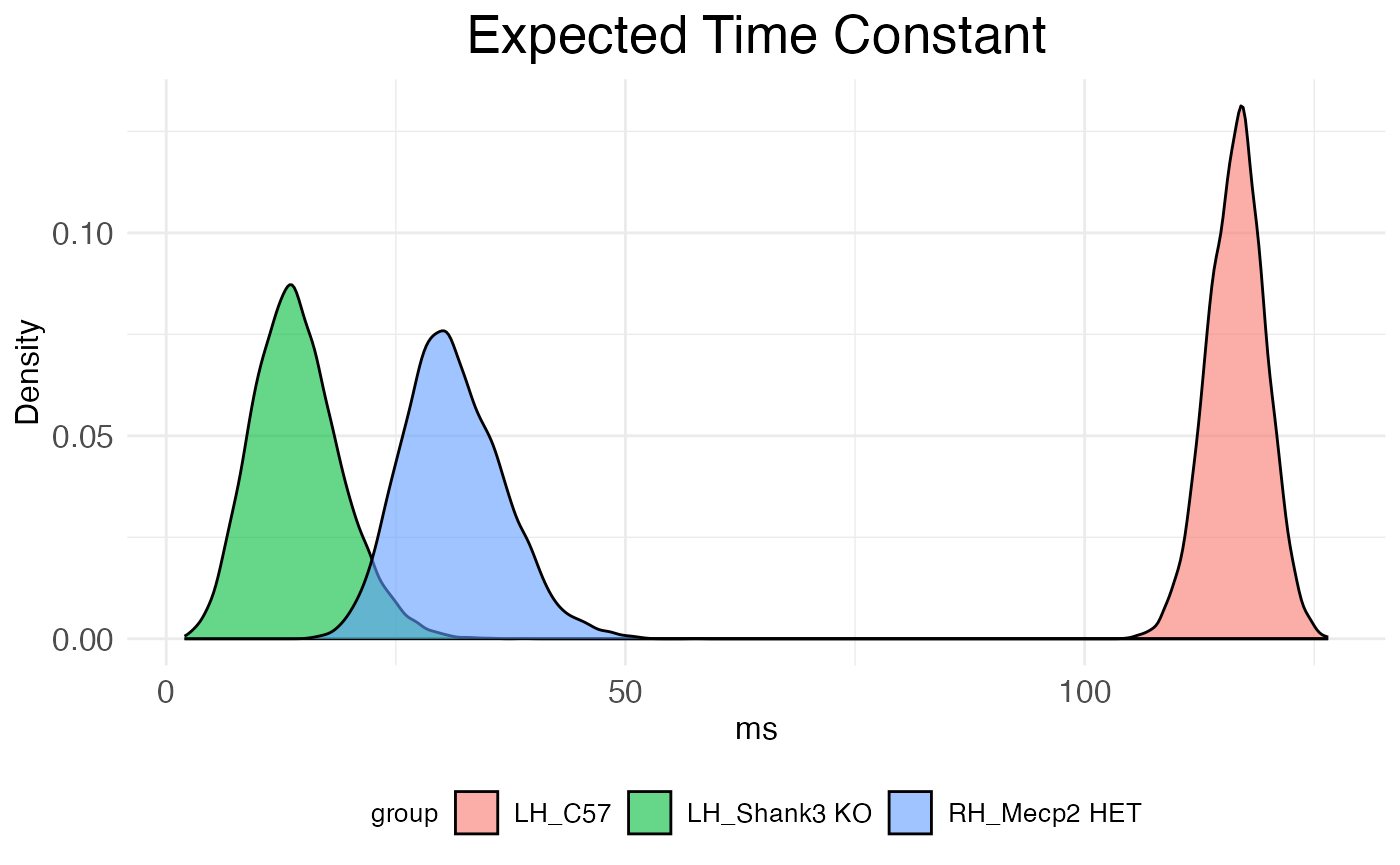 Expected Time Constant
Density
0.10
0.05
0.00
0 50 100
ms
group LH_C57 LH_Shank3 KO RH_Mecp2 HET